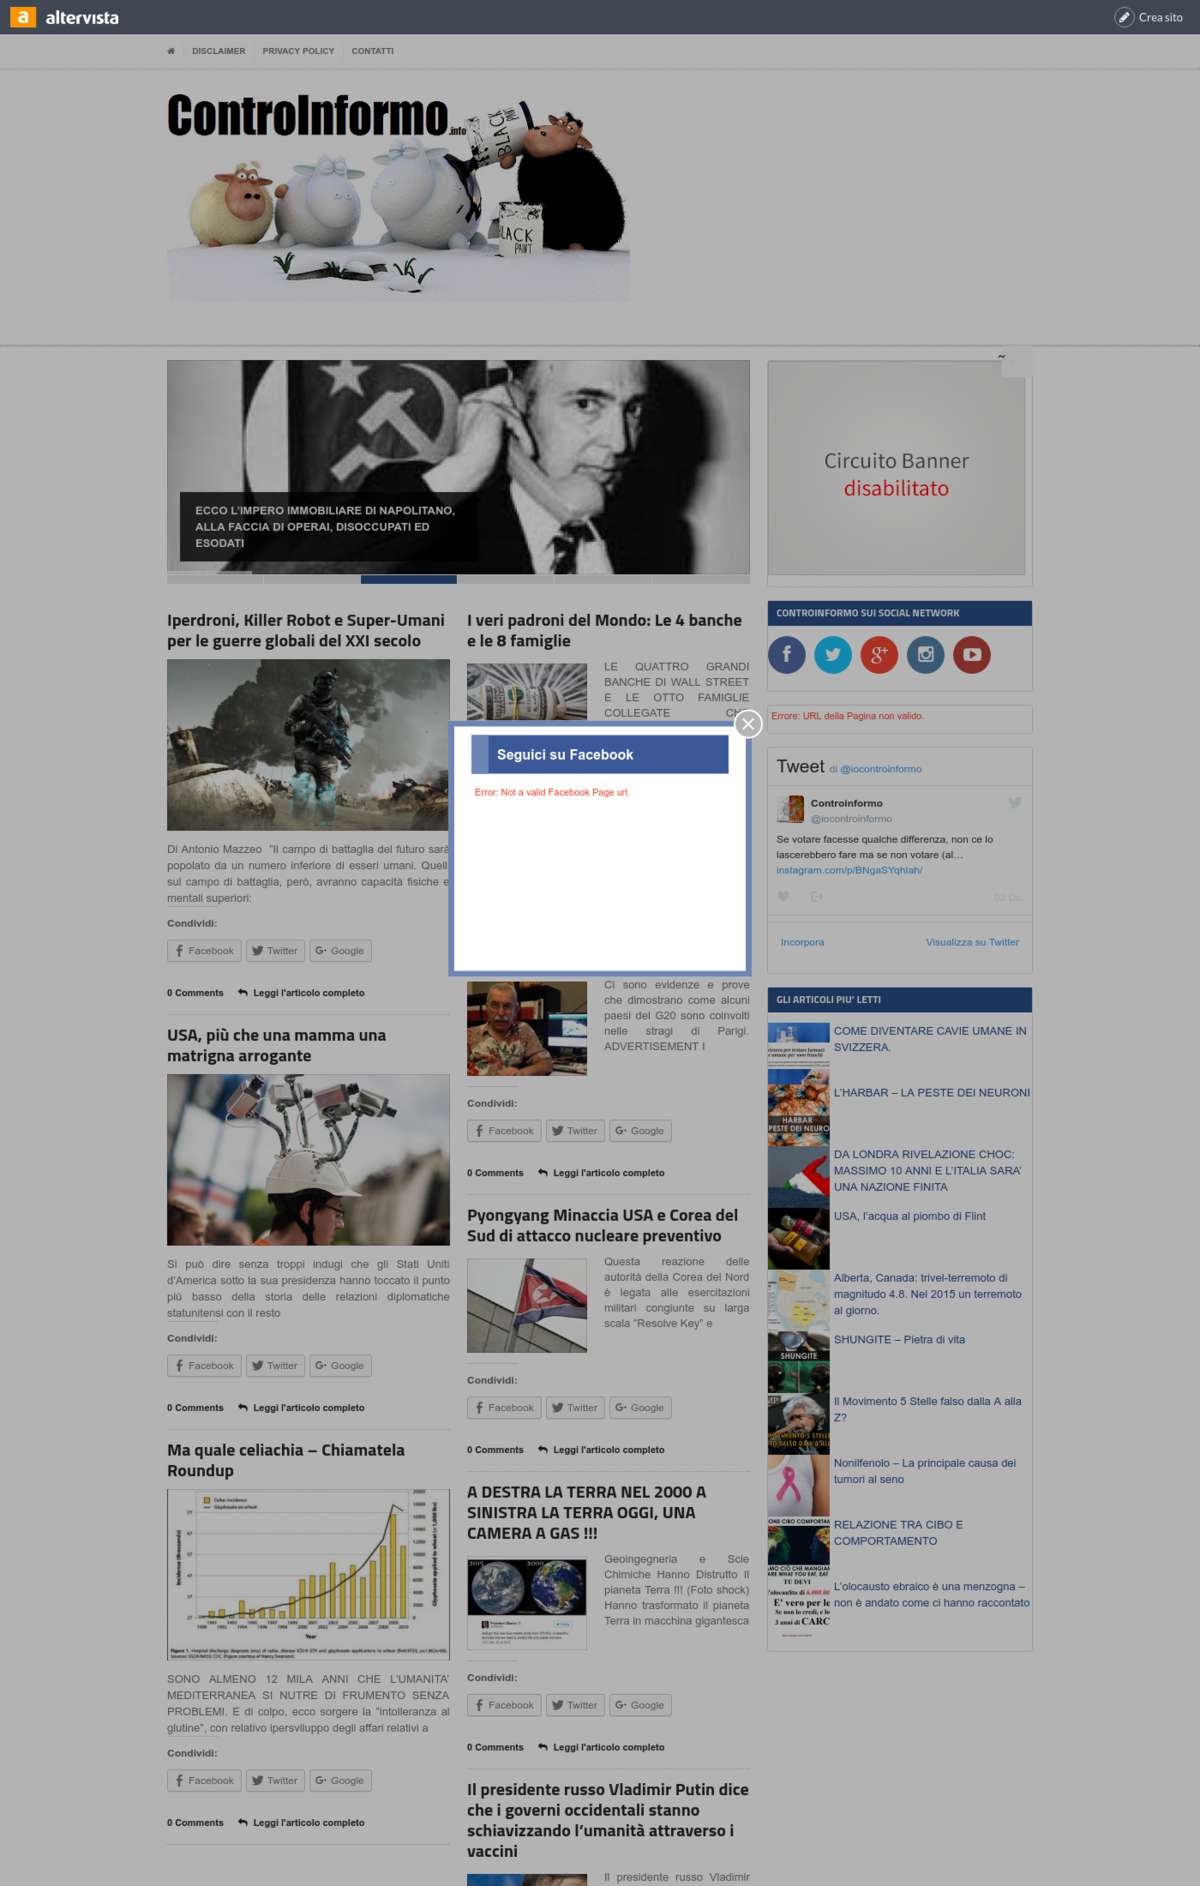 altervista
Crea sito
DISCLAIMER
PRIVACY POLICY
CONTATTI
ControInformo.info
BLACK
PAINT
BLACK
PAINT
ECCO L'IMPERO IMMOBILIARE DI NAPOLITANO,
ALLA FACCIA DI OPERAI, DISOCCUPATI ED
ESODATI
Circuito Banner
disabilitato
Iperdroni, Killer Robot e Super-Umani
per le guerre globali del XXI secolo
Di Antonio Mazzeo "Il campo di battaglia del futuro sarà
popolato da un numero inferiore di esseri umani. Quelli
sul campo di battaglia, però, avranno capacità fisiche e
mentali superiori:
Condividi:
Facebook
Twitter
Google
0 Comments
Leggi l'articolo completo
USA, più che una mamma una
matrigna arrogante
Si può dire senza troppi indugi che gli Stati Uniti
d'America sotto la sua presidenza hanno toccato il punto
più basso della storia delle relazioni diplomatiche
statunitensi con il resto
Condividi:
Facebook
Twitter
Google
0 Comments
Leggi l'articolo completo
Ma quale celiachia – Chiamatela
Roundup
Year
SONO ALMENO 12 MILA ANNI CHE L'UMANITA'
MEDITERRANEA SI NUTRE DI FRUMENTO SENZA
PROBLEMI. E di colpo, ecco sorgere la "intolleranza al
glutine", con relativo ipersviluppo degli affari relativi a
Condividi:
Facebook
Twitter
Google
0 Comments
Leggi l'articolo completo
I veri padroni del Mondo: Le 4 banche
e le 8 famiglie
LE QUATTRO GRANDI
BANCHE DI WALL STREET
E LE OTTO FAMIGLIE
COLLEGATE CHE
Seguici su Facebook
Error: Not a valid Facebook Page url.
Ci sono evidenze e prove
che dimostrano come alcuni
paesi del G20 sono coinvolti
nelle stragi di Parigi.
ADVERTISEMENT I
Condividi:
Facebook
Twitter
Google
0 Comments
Leggi l'articolo completo
Pyongyang Minaccia USA e Corea del
Sud di attacco nucleare preventivo
Questa reazione delle
autorità della Corea del Nord
è legata alle esercitazioni
militari congiunte su larga
scala "Resolve Key" e
Condividi:
Facebook
Twitter
Google
0 Comments
Leggi l'articolo completo
A DESTRA LA TERRA NEL 2000 A
SINISTRA LA TERRA OGGI, UNA
CAMERA A GAS !!!
Geoingegneria e Scie
Chimiche Hanno Distrutto Il
pianeta Terra !!! (Foto shock)
Hanno trasformato il pianeta
Terra in macchina gigantesca
Condividi:
Facebook
Twitter
Google
0 Comments
Leggi l'articolo completo
Il presidente russo Vladimir Putin dice
che i governi occidentali stanno
schiavizzando l'umanità attraverso i
vaccini
Il presidente russo Vladimir
CONTROINFORMO SUI SOCIAL NETWORK
Errore: URL della Pagina non valido.
Tweet di @iocontroinformo
Controinformo
@iocontroinformo
Se votare facesse qualche differenza, non ce lo
lascerebbero fare ma se non votare (al…
instagram.com/p/BNgaSYqhIah/
03 Dic
Incorpora
Visualizza su Twitter
GLI ARTICOLI PIU' LETTI
COME DIVENTARE CAVIE UMANE IN
SVIZZERA.
HARBAR
L'HARBAR – LA PESTE DEI NEURONI
DA LONDRA RIVELAZIONE CHOC:
MASSIMO 10 ANNI E L'ITALIA SARA'
UNA NAZIONE FINITA
USA, l'acqua al piombo di Flint
Alberta, Canada: trivel-terremoto di
magnitudo 4.8. Nel 2015 un terremoto
al giorno.
SHUNGITE
SHUNGITE – Pietra di vita
Il Movimento 5 Stelle falso dalla A alla
Z?
Nonilfenolo – La principale causa dei
tumori al seno
RELAZIONE TRA CIBO E
COMPORTAMENTO
L'olocausto ebraico è una menzogna –
non è andato come ci hanno raccontato